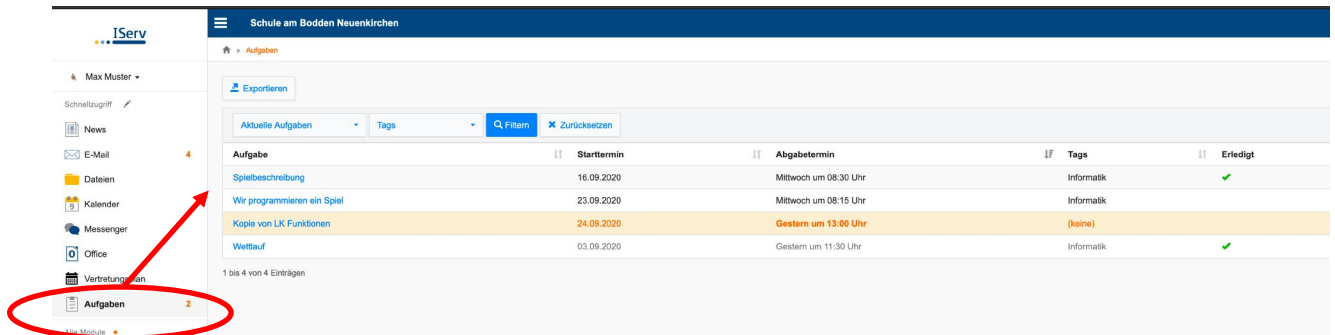 IServ
Schule am Bodden Neuenkirchen
» Aufgaben
Max Muster
Exportieren
Schnellzugriff
Aktuelle Aufgaben Tags Filtern Zurücksetzen
News
E-Mail 4
Dateien
Kalender
9
Messenger
Office
Vertretungsplan
Aufgaben 2
Alle Module
Aufgabe Starttermin Abgabetermin Tags Erledigt
Spielbeschreibung 16.09.2020 Mittwoch um 08:30 Uhr Informatik
Wir programmieren ein Spiel 23.09.2020 Mittwoch um 08:15 Uhr Informatik
Kopie von LK Funktionen 24.09.2020 Gestern um 13:00 Uhr (keine)
Wettlauf 03.09.2020 Gestern um 11:30 Uhr Informatik
1 bis 4 von 4 Einträgen